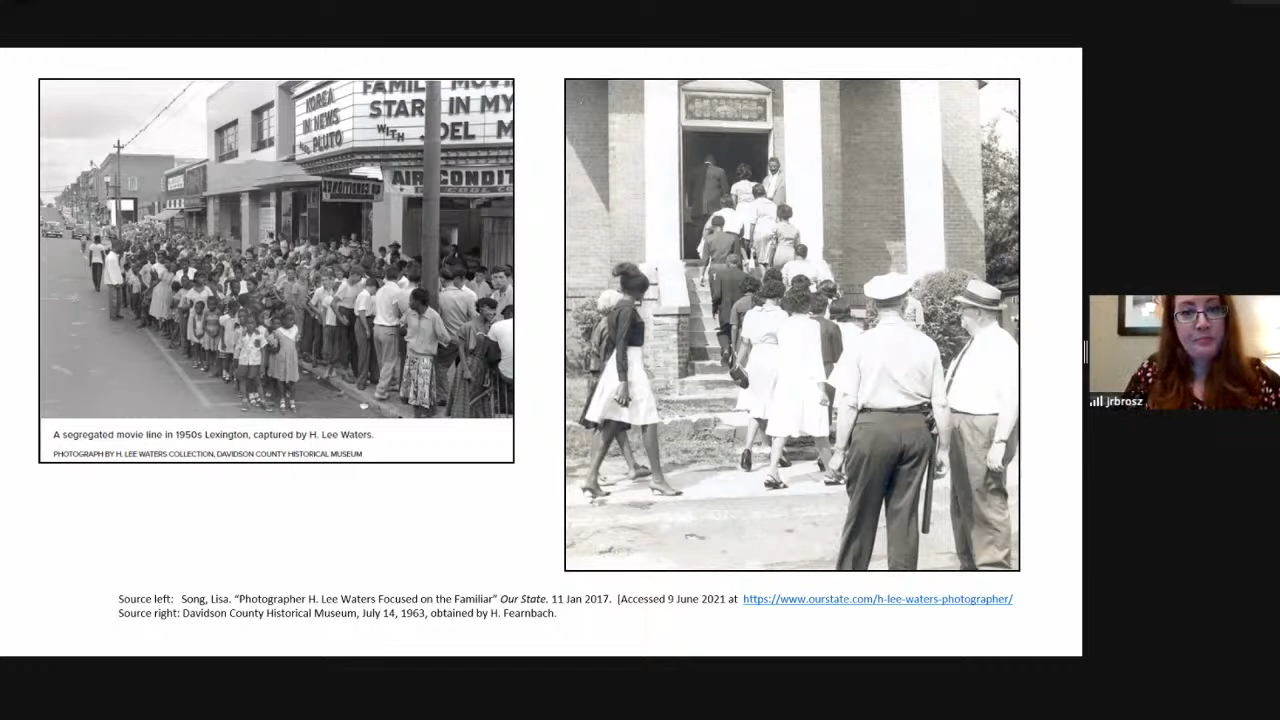 FAMILY MOVI
KOREA
STARS IN MY
IN NEWS
WITH JOEL M
PLUTO
AIR CONDIT
COOL
A segregated movie line in 1950s Lexington, captured by H. Lee Waters.
PHOTOGRAPH BY H. LEE WATERS COLLECTION, DAVIDSON COUNTY HISTORICAL MUSEUM
jrbrosz
Source left: Song, Lisa. “Photographer H. Lee Waters Focused on the Familiar” Our State. 11 Jan 2017. [Accessed 9 June 2021 at https://www.ourstate.com/h-lee-waters-photographer/
Source right: Davidson County Historical Museum, July 14, 1963, obtained by H. Fearnbach.